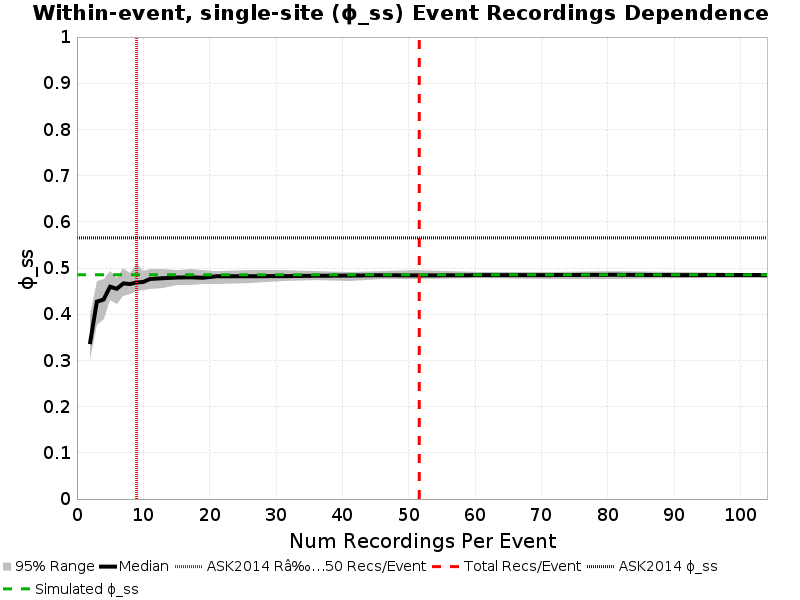 Within-event, single-site (ϕ_ss) Event Recordings Dependence
1
0.9
0.8
0.7
0.6
0.5
0.4
0.3
0.2
0.1
0
ϕ_ss
0 10 20 30 40 50 60 70 80 90 100
Num Recordings Per Event
95% Range Median ASK2014 Râ‰…50 Recs/Event Total Recs/Event ASK2014 ϕ_ss
Simulated ϕ_ss